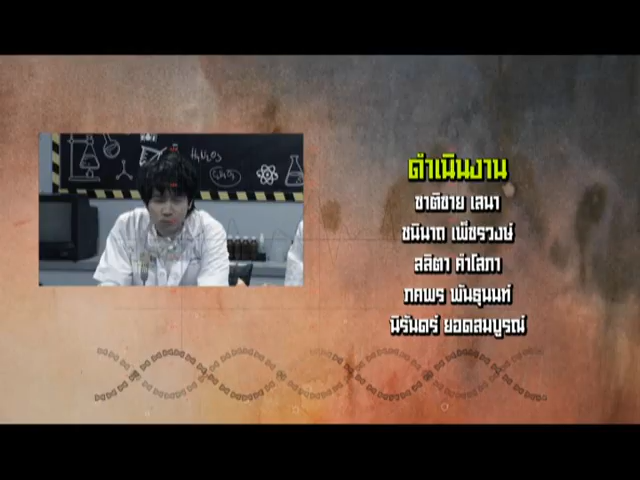 H₂N₂O₃
ดำเนินงาน
ชาติชาย เสนา
ชนินาถ เพ็ชรวงษ์
ลลิตา คำโสภา
ภคพร พันธุนนท์
นิรันดร์ ยอดสมบูรณ์